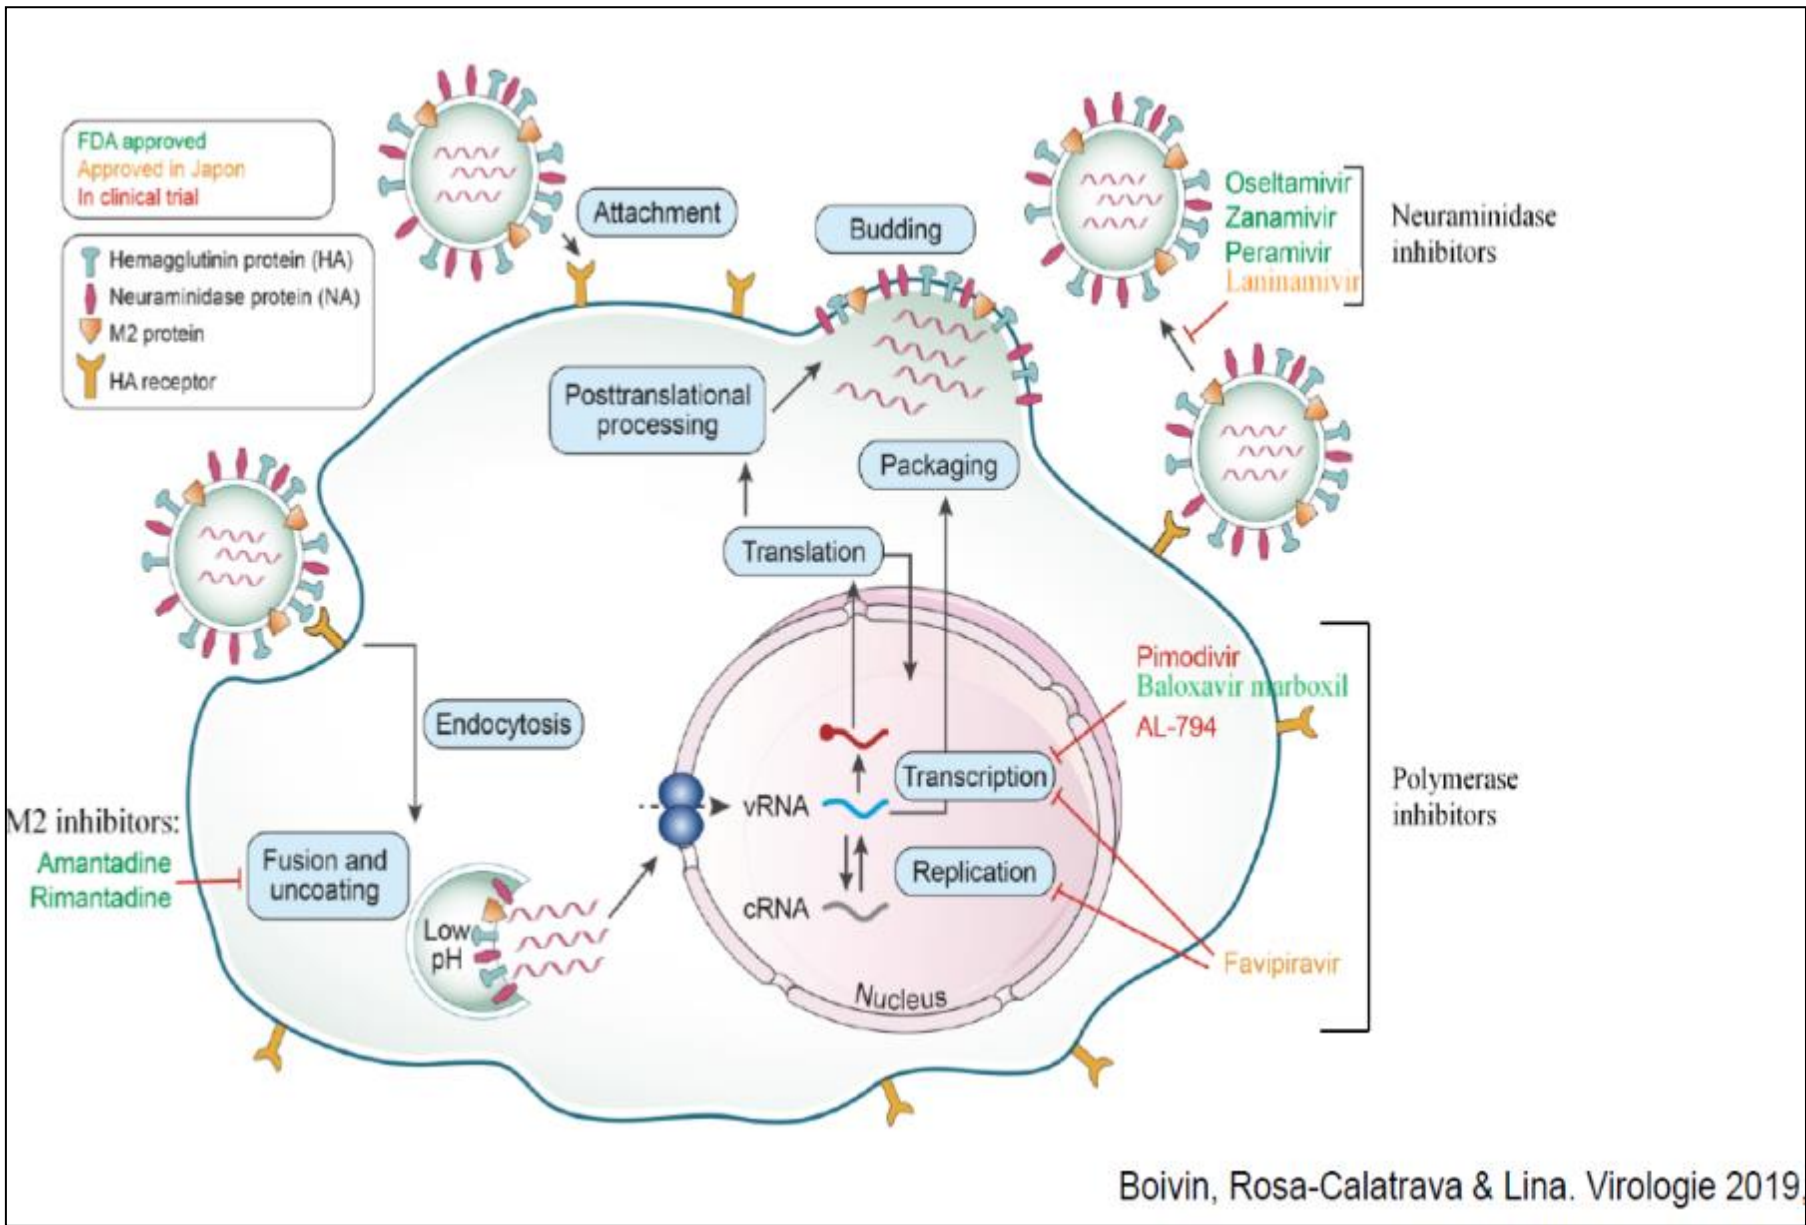 FDA approved
Approved in Japon
In clinical trial
Hemagglutinin protein (HA)
Neuraminidase protein (NA)
M2 protein
HA receptor
Attachment
Budding
Oseltamivir
Zanamivir
Peramivir
Laninamivir
Neuraminidase
inhibitors
Posttranslational
processing
Packaging
Translation
Endocytosis
Pimodivir
Baloxavir marboxil
AL-794
Transcription
vRNA
Polymerase
inhibitors
M2 inhibitors:
Amantadine
Rimantadine
Fusion and
uncoating
Replication
cRNA
Low
pH
Favipiravir
Nucleus
Boivin, Rosa-Calatrava & Lina. Virologie 2019,